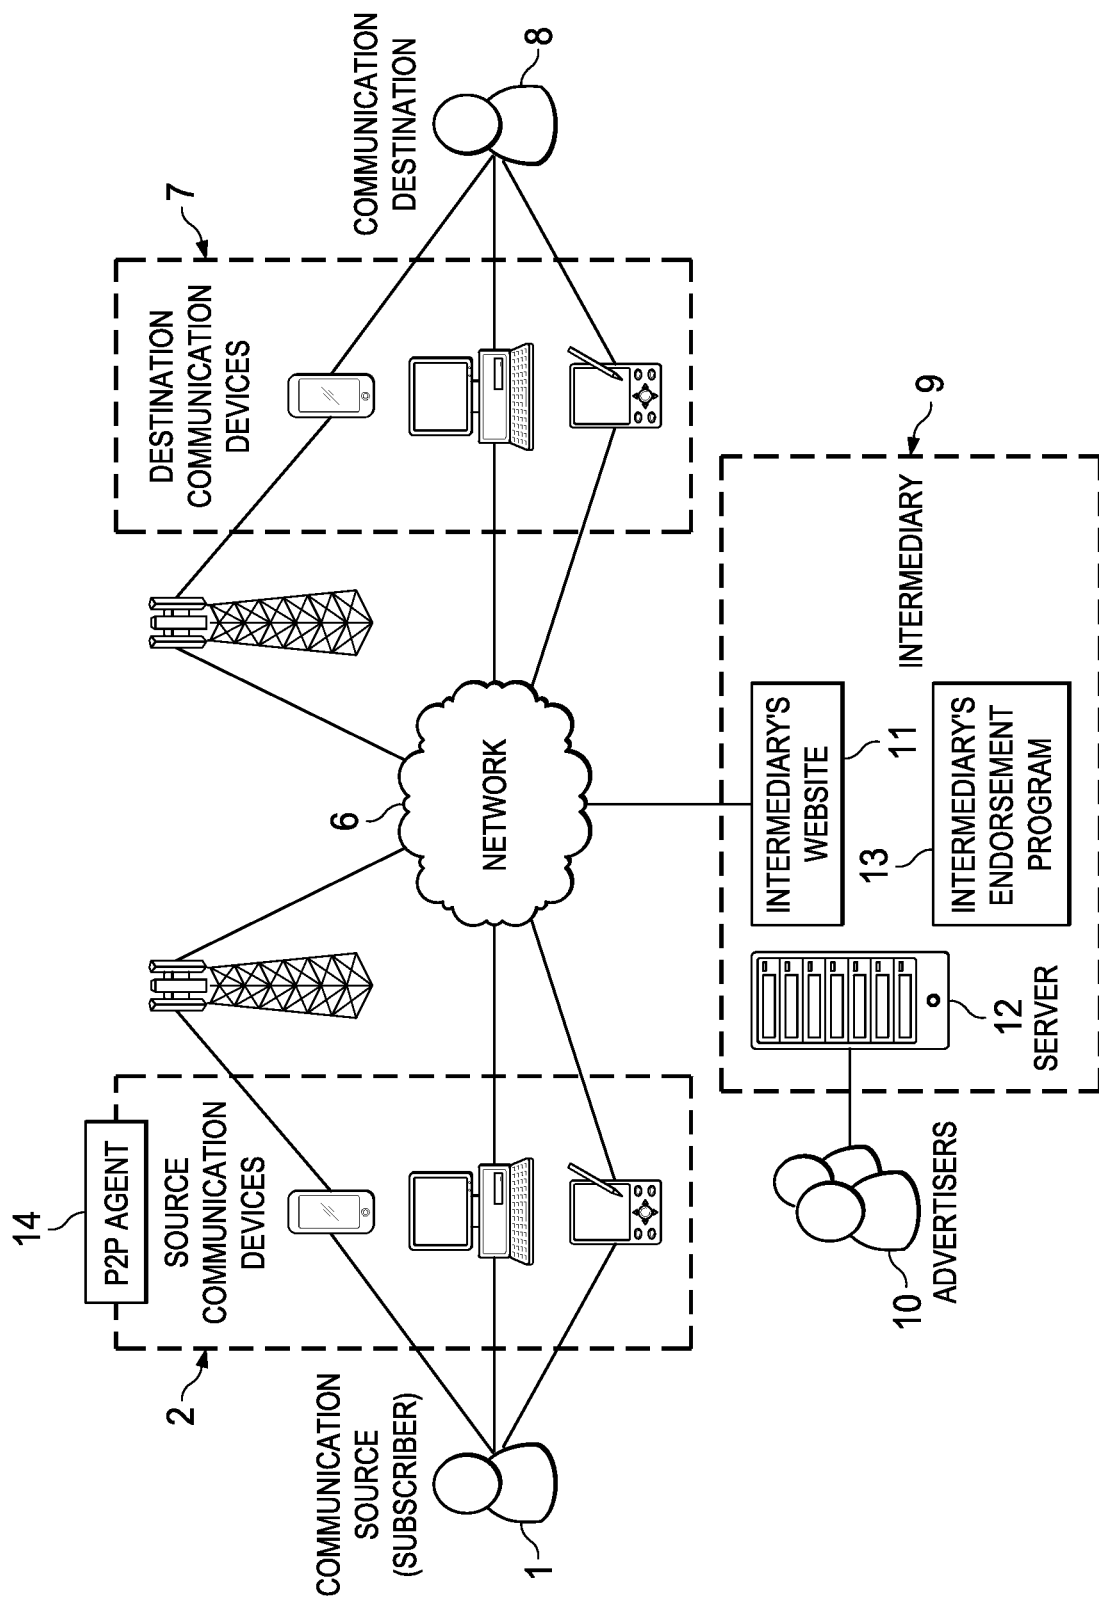 14
P2P AGENT
2
SOURCE
COMMUNICATION
DEVICES
COMMUNICATION
SOURCE
(SUBSCRIBER)
1
6
NETWORK
7
DESTINATION
COMMUNICATION
DEVICES
COMMUNICATION
DESTINATION
8
10
ADVERTISERS
12
SERVER
INTERMEDIARY'S
WEBSITE
11
13
INTERMEDIARY'S
ENDORSEMENT
PROGRAM
INTERMEDIARY
9